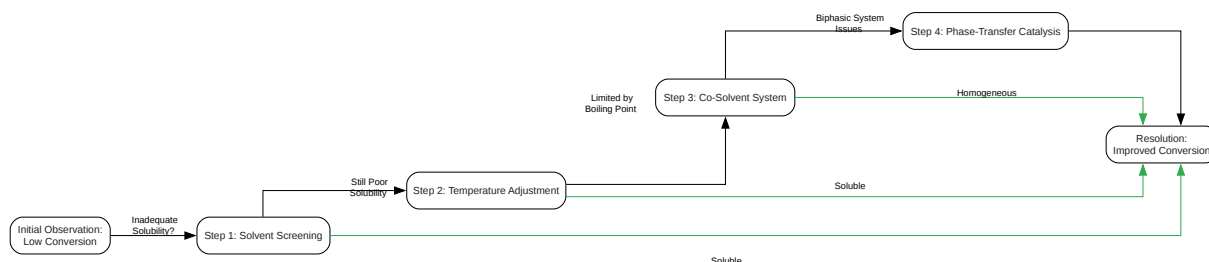 Biphasic System
Issues
Step 4: Phase-Transfer Catalysis
Limited by
Boiling Point
Step 3: Co-Solvent System
Homogeneous
Resolution:
Improved Conversion
Still Poor
Solubility
Step 2: Temperature Adjustment
Soluble
Initial Observation:
Low Conversion
Inadequate
Solubility?
Step 1: Solvent Screening
Soluble